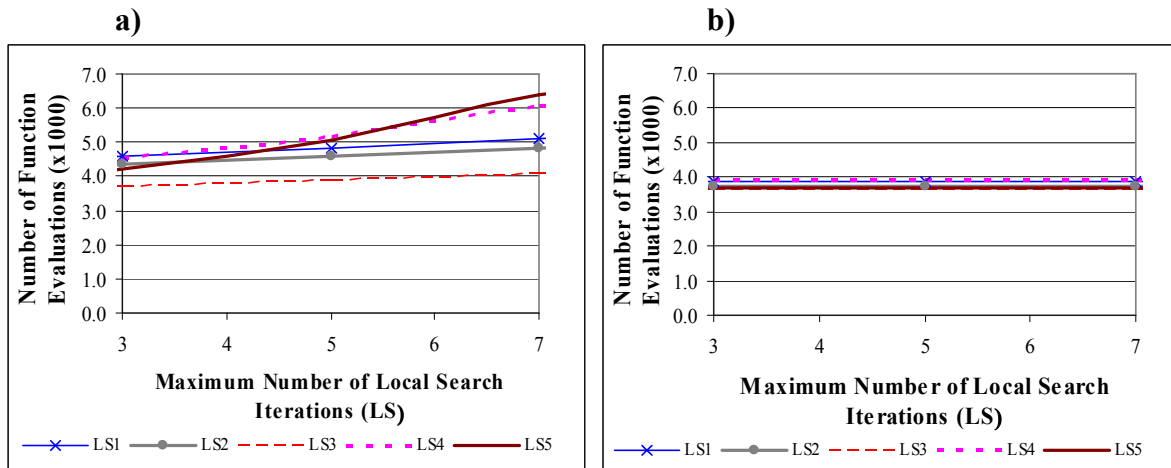 a)
Number of Function
Evaluations (x1000)
7.0
6.0
5.0
4.0
3.0
2.0
1.0
0.0
3 4 5 6 7
Maximum Number of Local Search
Iterations (LS)
LS1 LS2 LS3 LS4 LS5
b)
Number of Function
Evaluations (x1000)
7.0
6.0
5.0
4.0
3.0
2.0
1.0
0.0
3 4 5 6 7
Maximum Number of Local Search
Iterations (LS)
LS1 LS2 LS3 LS4 LS5